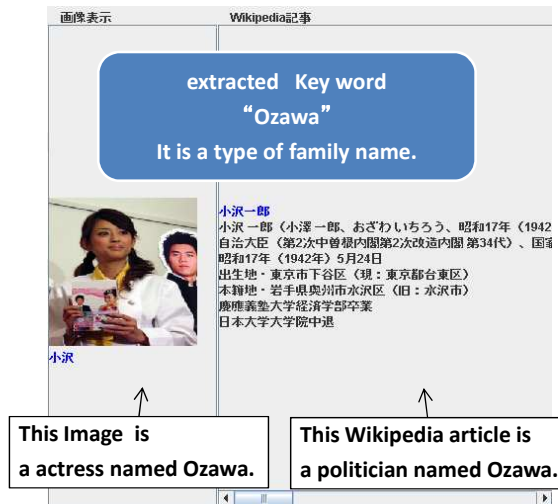 画像表示
Wikipedia記事
extracted Key word
“Ozawa”
It is a type of family name.
小沢一郎
小沢 一郎（小澤 一郎、おざわ いちろう、昭和17年（1942
自治大臣（第2次中曽根内閣第2次改造内閣 第34代）、国家
昭和17年（1942年）5月24日
出生地・東京市下谷区（現：東京都台東区）
本籍地・岩手県奥州市水沢区（旧：水沢市）
慶應義塾大学経済学部卒業
日本大学大学院中退
小沢
This Image is
a actress named Ozawa.
This Wikipedia article is
a politician named Ozawa.